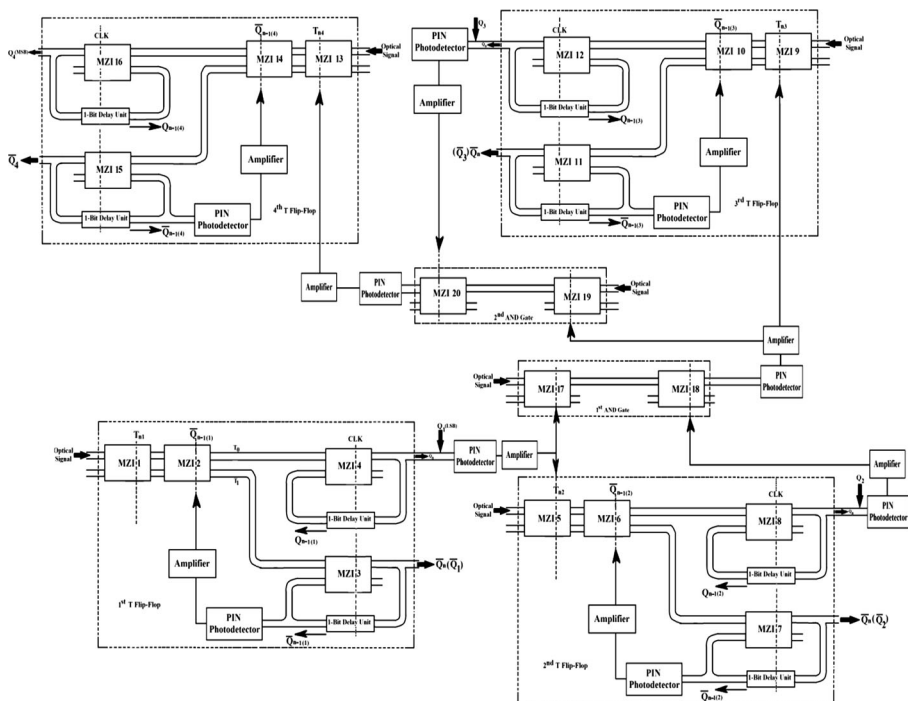 Q₄(MSB)
CLK
Q̄n-1(4)
Tn4
Optical
Signal
MZI 16
MZI 14
MZI 13
1-Bit Delay Unit
Qn-1(4)
Q̄₄
MZI 15
Amplifier
1-Bit Delay Unit
Q̄n-1(4)
PIN
Photodetector
4th T Flip-Flop
PIN
Photodetector
Q₃
Amplifier
CLK
Q̄n-1(3)
Tn3
Optical
Signal
MZI 12
MZI 10
MZI 9
1-Bit Delay Unit
Qn-1(3)
(Q̄₃)Q̄n
MZI 11
Amplifier
1-Bit Delay Unit
Q̄n-1(3)
PIN
Photodetector
3rd T Flip-Flop
Amplifier
PIN
Photodetector
MZI 20
MZI 19
Optical
Signal
2nd AND Gate
Amplifier
PIN
Photodetector
Optical
Signal
MZI 17
MZI 18
1st AND Gate
Optical
Signal
Tn1
Q̄n-1(1)
T₀
T₁
CLK
Q₁(LSB)
MZI 1
MZI 2
MZI 4
PIN
Photodetector
Amplifier
1-Bit Delay Unit
Qn-1(1)
MZI 3
Q̄n(Q̄₁)
Amplifier
PIN
Photodetector
1-Bit Delay Unit
Q̄n-1(1)
1st T Flip-Flop
Amplifier
PIN
Photodetector
Q₂
Optical
Signal
Tn2
Q̄n-1(2)
CLK
MZI 5
MZI 6
MZI 8
1-Bit Delay Unit
Qn-1(2)
MZI 7
Q̄n(Q̄₂)
Amplifier
PIN
Photodetector
1-Bit Delay Unit
Q̄n-1(2)
2nd T Flip-Flop